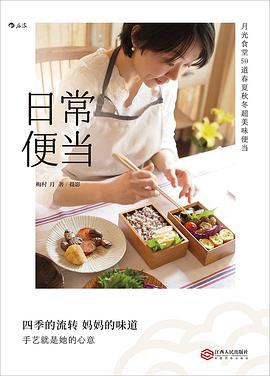 后浪
月光食堂50道春夏秋冬超美味便当
日常
便当
梅村 月 著/摄影
四季的流转 妈妈的味道
手艺就是她的心意
江西人民出版社